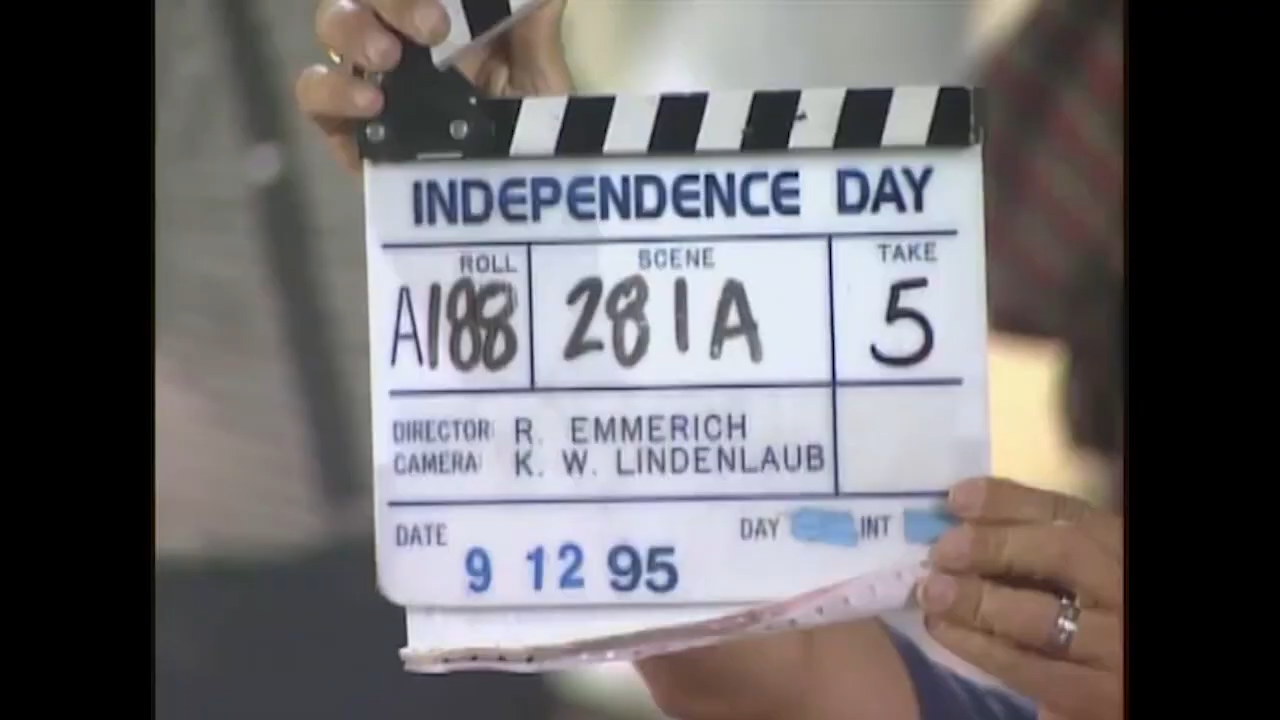 INDEPENDENCE DAY
ROLL SCENE TAKE
A188 281A 5
DIRECTOR: R. EMMERICH
CAMERA: K. W. LINDENLAUB
DATE DAY INT
9 12 95